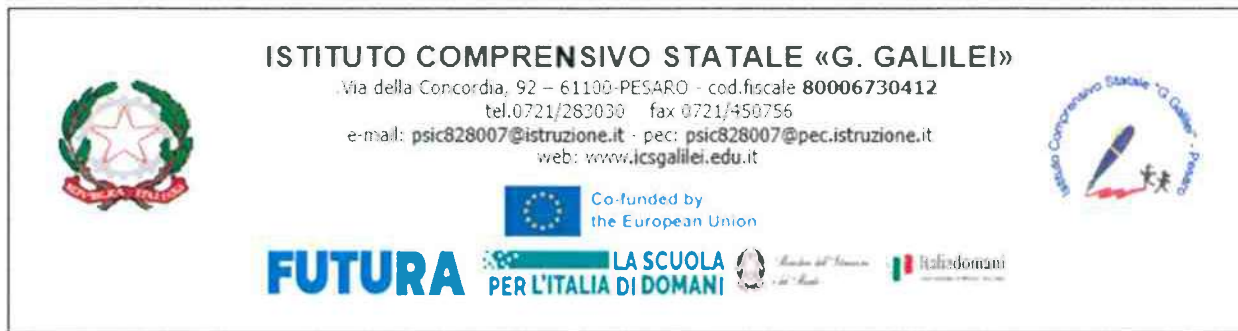 ISTITUTO COMPRENSIVO STATALE «G. GALILEI»
Via della Concordia, 92 – 61100-PESARO - cod.fiscale 80006730412
tel.0721/283030 fax 0721/450756
e-mail: psic828007@istruzione.it - pec: psic828007@pec.istruzione.it
web: www.icsgalilei.edu.it
REPVBBLICA ITALIANA
Istituto Comprensivo Statale "G Galilei" - Pesaro
Co-funded by
the European Union
FUTURA
LA SCUOLA
PER L'ITALIA DI DOMANI
Italiadomani